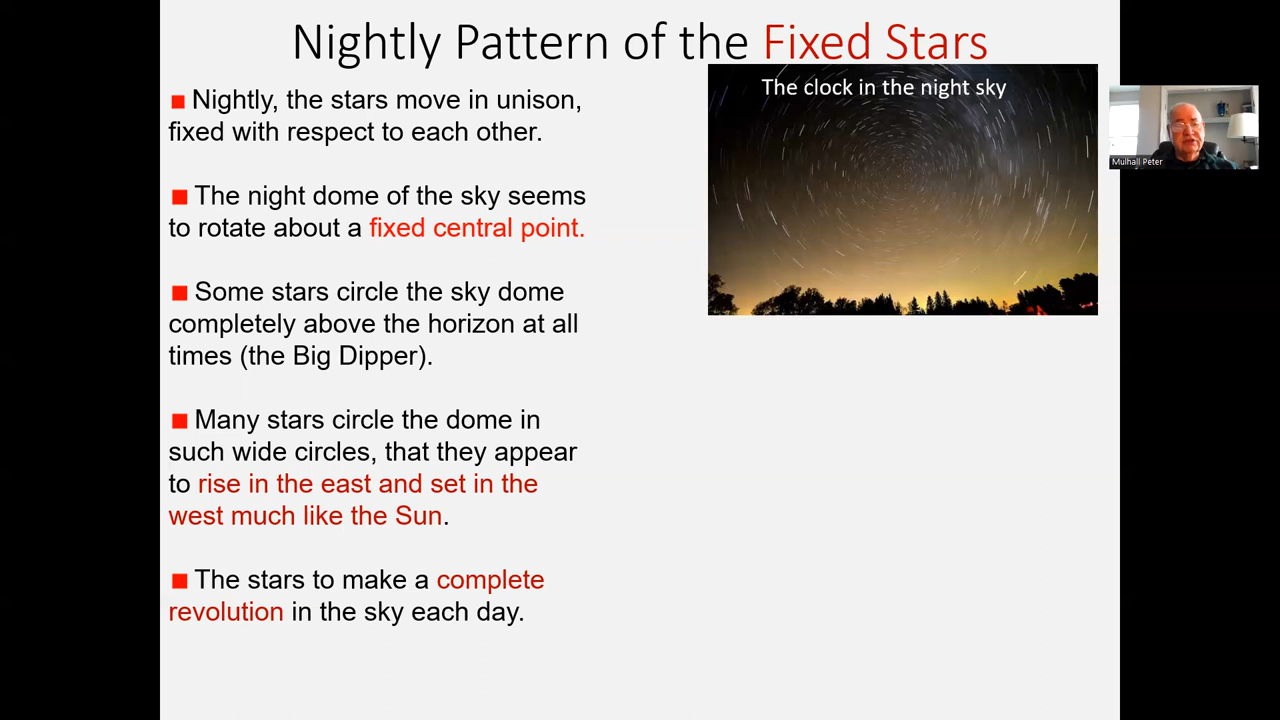 Nightly Pattern of the Fixed Stars
Nightly, the stars move in unison,
fixed with respect to each other.
The night dome of the sky seems
to rotate about a fixed central point.
Some stars circle the sky dome
completely above the horizon at all
times (the Big Dipper).
Many stars circle the dome in
such wide circles, that they appear
to rise in the east and set in the
west much like the Sun.
The stars to make a complete
revolution in the sky each day.
The clock in the night sky
Mulhall Peter